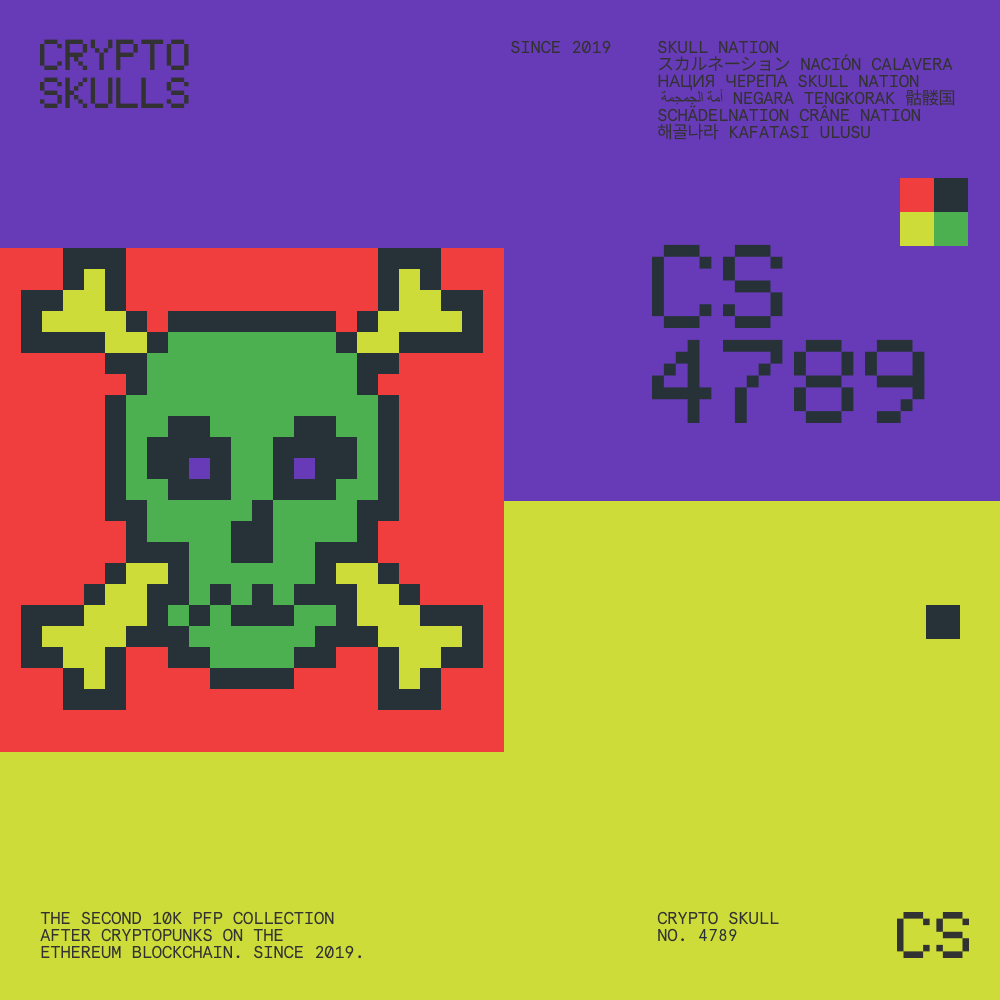 CRYPTO
SKULLS
SINCE 2019
SKULL NATION
スカルネーション NACIÓN CALAVERA
НАЦИЯ ЧЕРЕПА SKULL NATION
أمة الجمجمة NEGARA TENGKORAK 骷髅国
SCHÄDELNATION CRÂNE NATION
해골나라 KAFATASI ULUSU
CS
4789
THE SECOND 10K PFP COLLECTION
AFTER CRYPTOPUNKS ON THE
ETHEREUM BLOCKCHAIN. SINCE 2019.
CRYPTO SKULL
NO. 4789
CS